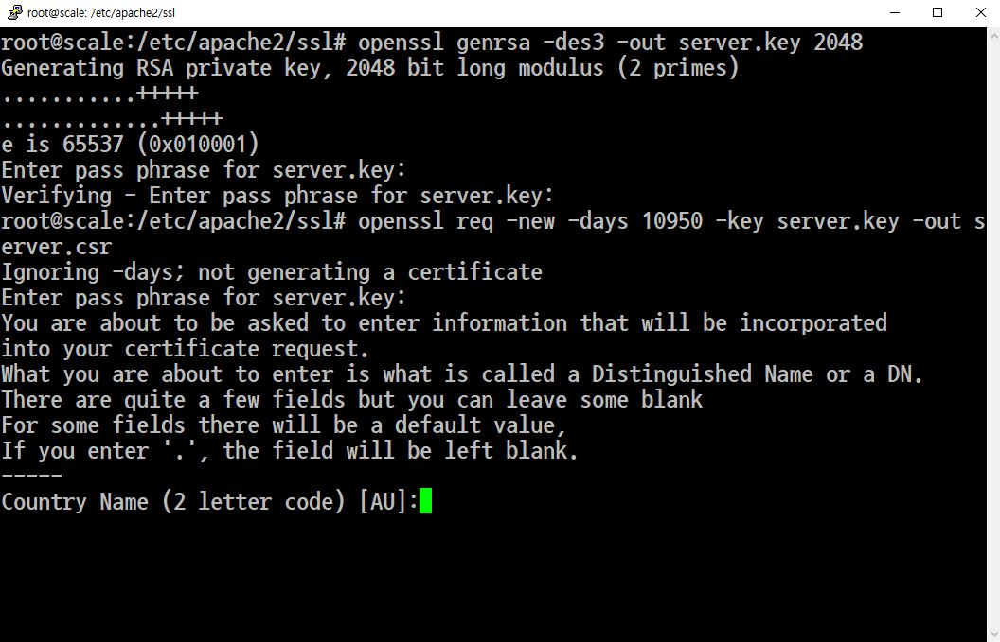 root@scale: /etc/apache2/ssl
root@scale:/etc/apache2/ssl# openssl genrsa -des3 -out server.key 2048
Generating RSA private key, 2048 bit long modulus (2 primes)
...........+++++
.............+++++
e is 65537 (0x010001)
Enter pass phrase for server.key:
Verifying - Enter pass phrase for server.key:
root@scale:/etc/apache2/ssl# openssl req -new -days 10950 -key server.key -out s
erver.csr
Ignoring -days; not generating a certificate
Enter pass phrase for server.key:
You are about to be asked to enter information that will be incorporated
into your certificate request.
What you are about to enter is what is called a Distinguished Name or a DN.
There are quite a few fields but you can leave some blank
For some fields there will be a default value,
If you enter '.', the field will be left blank.
-----
Country Name (2 letter code) [AU]: